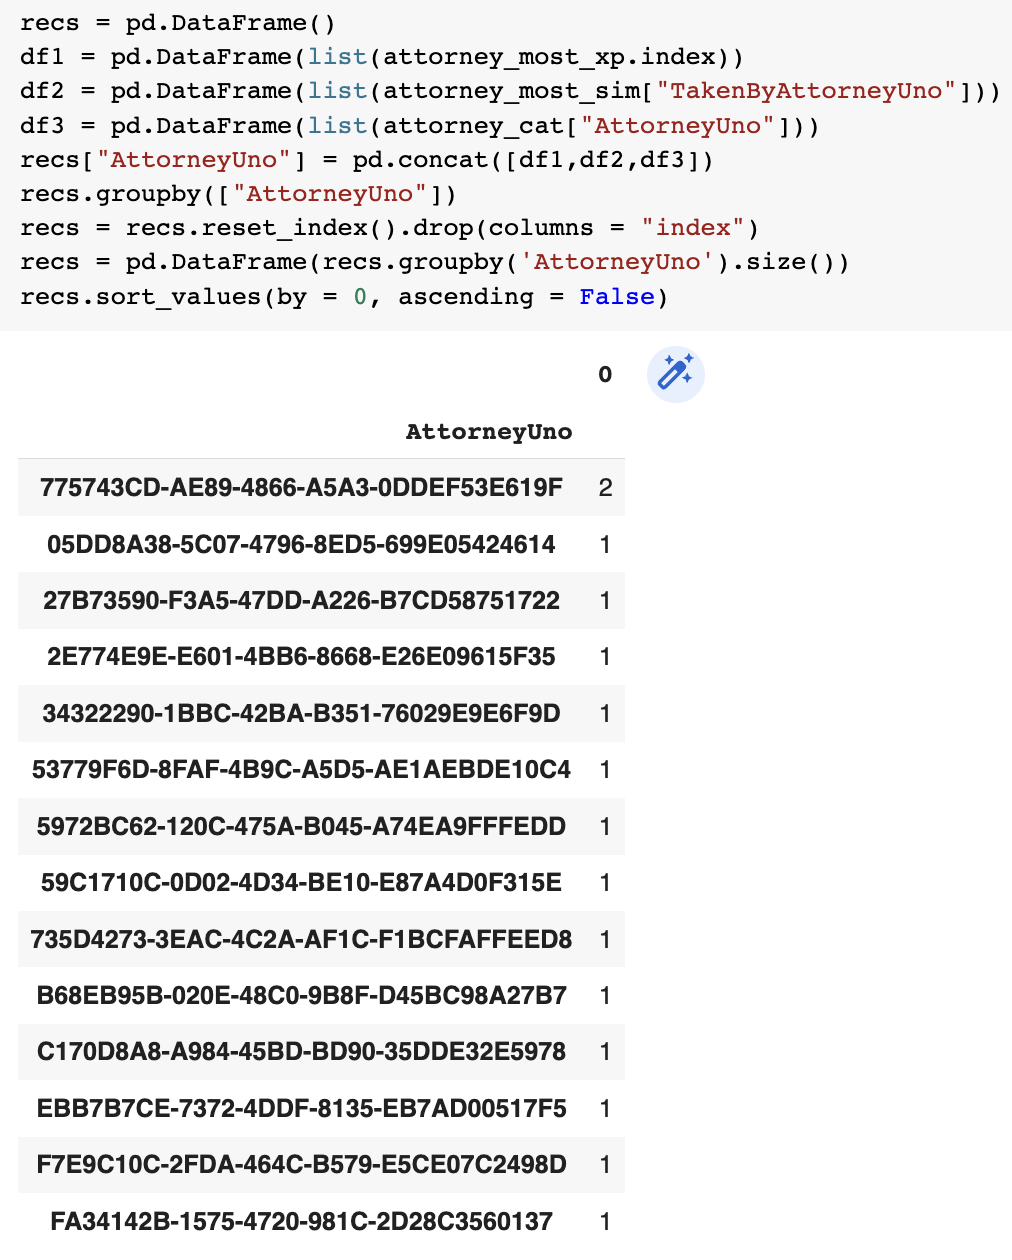 recs = pd.DataFrame()
df1 = pd.DataFrame(list(attorney_most_xp.index))
df2 = pd.DataFrame(list(attorney_most_sim["TakenByAttorneyUno"]))
df3 = pd.DataFrame(list(attorney_cat["AttorneyUno"]))
recs["AttorneyUno"] = pd.concat([df1,df2,df3])
recs.groupby(["AttorneyUno"])
recs = recs.reset_index().drop(columns = "index")
recs = pd.DataFrame(recs.groupby('AttorneyUno').size())
recs.sort_values(by = 0, ascending = False)
0
AttorneyUno
775743CD-AE89-4866-A5A3-0DDEF53E619F 2
05DD8A38-5C07-4796-8ED5-699E05424614 1
27B73590-F3A5-47DD-A226-B7CD58751722 1
2E774E9E-E601-4BB6-8668-E26E09615F35 1
34322290-1BBC-42BA-B351-76029E9E6F9D 1
53779F6D-8FAF-4B9C-A5D5-AE1AEBDE10C4 1
5972BC62-120C-475A-B045-A74EA9FFFEDD 1
59C1710C-0D02-4D34-BE10-E87A4D0F315E 1
735D4273-3EAC-4C2A-AF1C-F1BCFAFFEED8 1
B68EB95B-020E-48C0-9B8F-D45BC98A27B7 1
C170D8A8-A984-45BD-BD90-35DDE32E5978 1
EBB7B7CE-7372-4DDF-8135-EB7AD00517F5 1
F7E9C10C-2FDA-464C-B579-E5CE07C2498D 1
FA34142B-1575-4720-981C-2D28C3560137 1